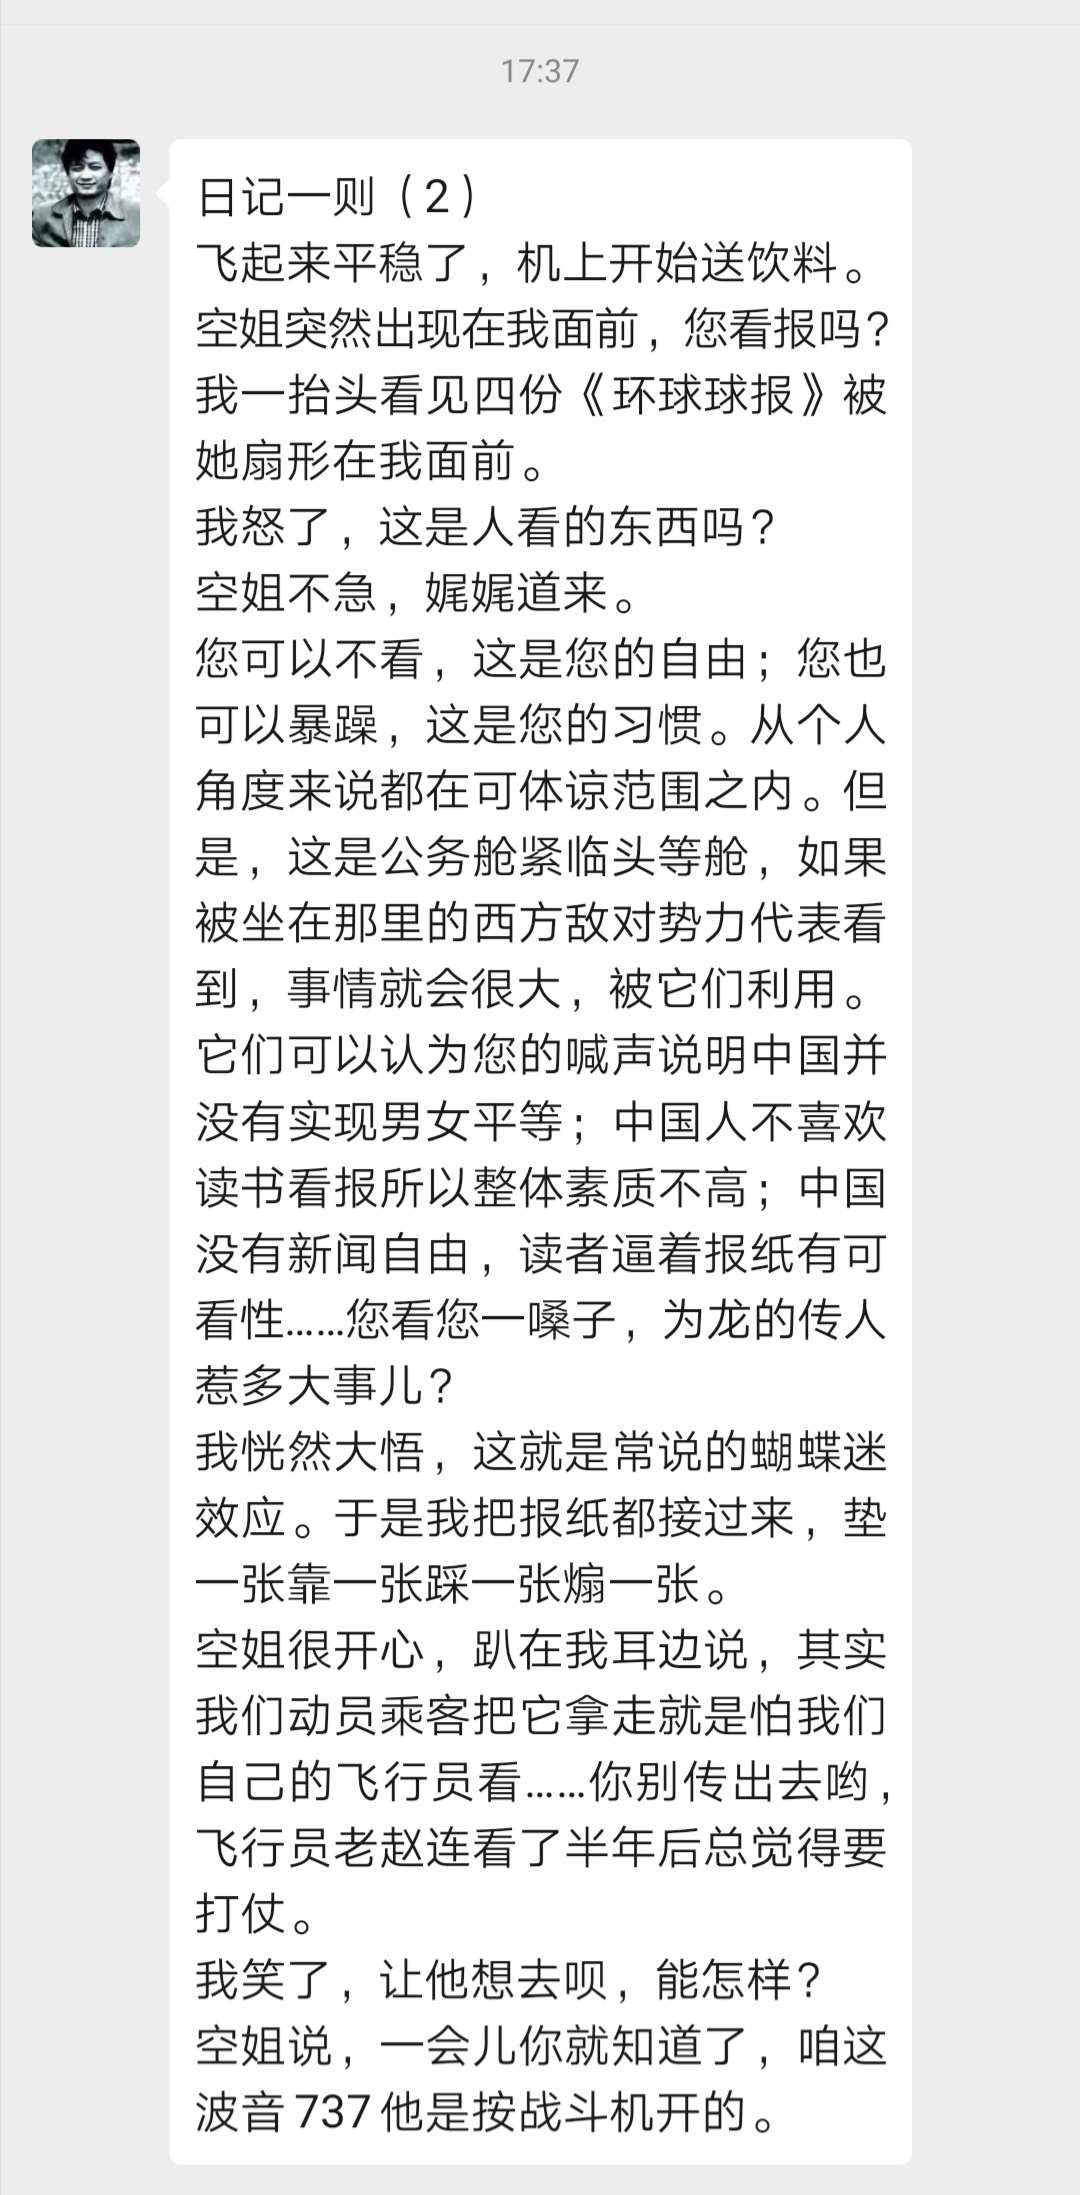 17:37
日记一则（2）
飞起来平稳了，机上开始送饮料。
空姐突然出现在我面前，您看报吗？
我一抬头看见四份《环球球报》被
她扇形在我面前。
我怒了，这是人看的东西吗？
空姐不急，娓娓道来。
您可以不看，这是您的自由；您也
可以暴躁，这是您的习惯。从个人
角度来说都在可体谅范围之内。但
是，这是公务舱紧临头等舱，如果
被坐在那里的西方敌对势力代表看
到，事情就会很大，被它们利用。
它们可以认为您的喊声说明中国并
没有实现男女平等；中国人不喜欢
读书看报所以整体素质不高；中国
没有新闻自由，读者逼着报纸有可
看性……您看您一嗓子，为龙的传人
惹多大事儿？
我恍然大悟，这就是常说的蝴蝶迷
效应。于是我把报纸都接过来，垫
一张靠一张踩一张煽一张。
空姐很开心，趴在我耳边说，其实
我们动员乘客把它拿走就是怕我们
自己的飞行员看……你别传出去哟，
飞行员老赵连看了半年后总觉得要
打仗。
我笑了，让他想去呗，能怎样？
空姐说，一会儿你就知道了，咱这
波音737他是按战斗机开的。